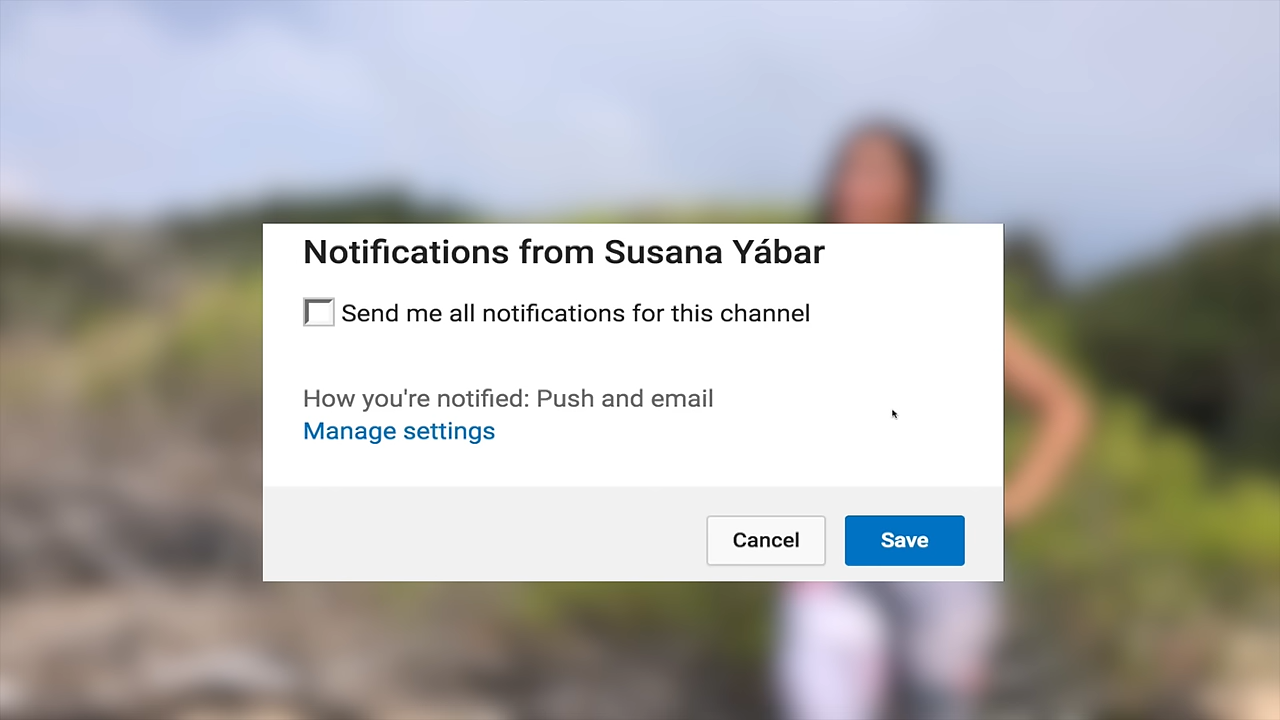 Notifications from Susana Yábar
Send me all notifications for this channel
How you're notified: Push and email
Manage settings
Cancel Save